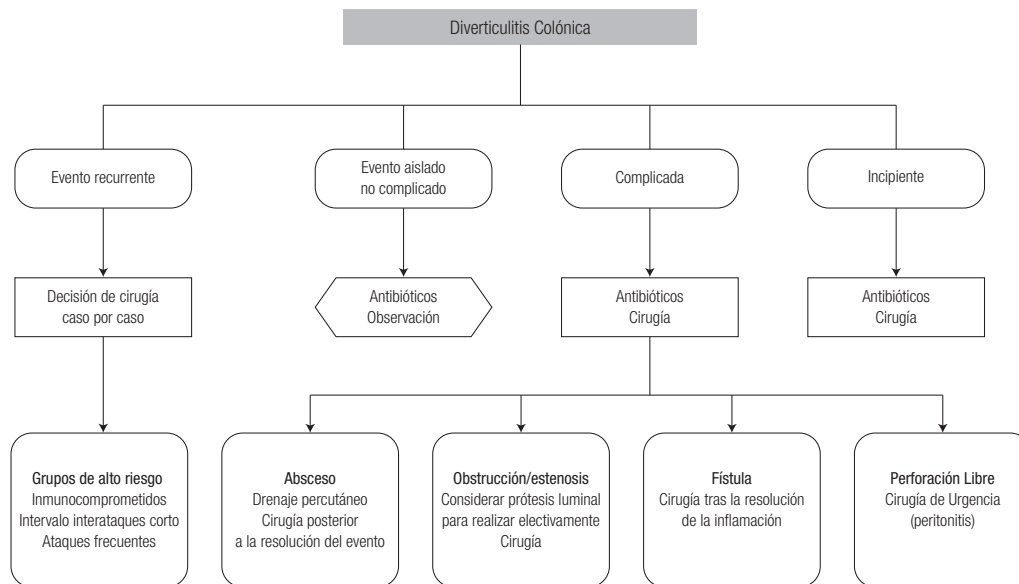 Diverticulitis Colónica
Evento recurrente
Evento aislado
no complicado
Complicada
Incipiente
Decisión de cirugía
caso por caso
Antibióticos
Observación
Antibióticos
Cirugía
Antibióticos
Cirugía
Grupos de alto riesgo
Inmunocomprometidos
Intervalo interataques corto
Ataques frecuentes
Absceso
Drenaje percutáneo
Cirugía posterior
a la resolución del evento
Obstrucción/estenosis
Considerar prótesis luminal
para realizar electivamente
Cirugía
Fístula
Cirugía tras la resolución
de la inflamación
Perforación Libre
Cirugía de Urgencia
(peritonitis)